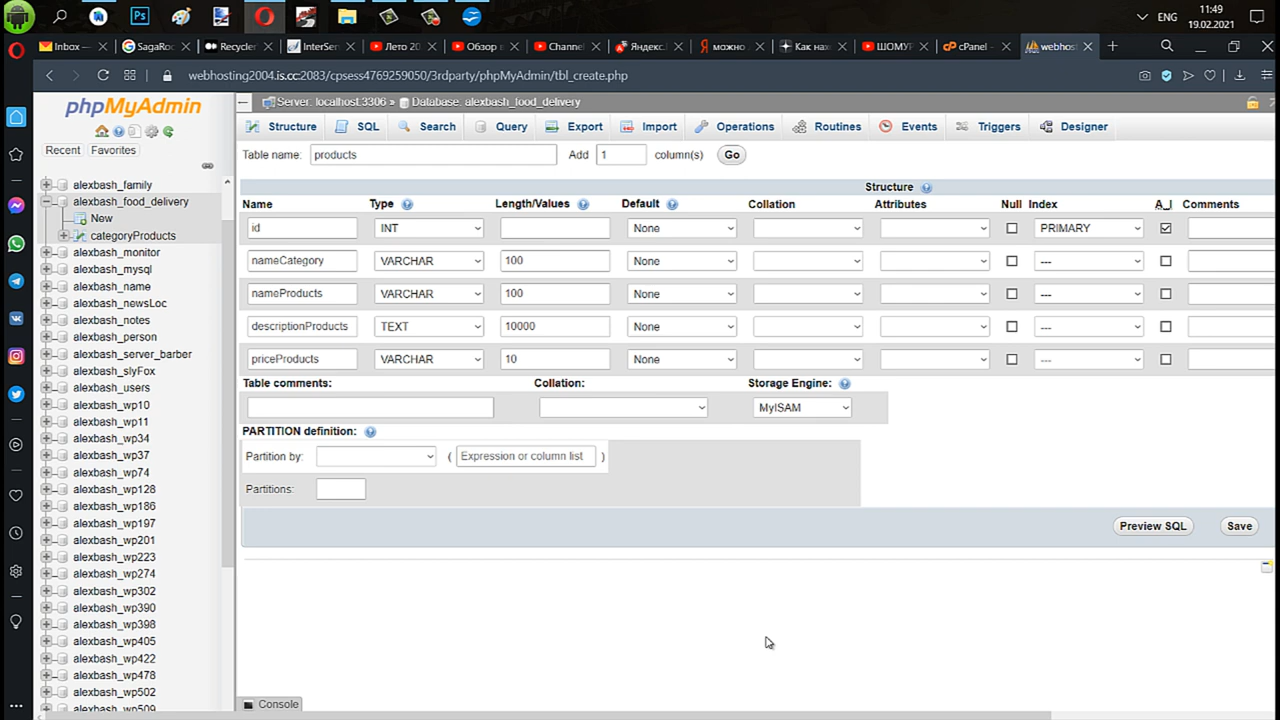 ENG
11:49
19.02.2021
Inbox —
SagaRoc
Recycler
InterSer
Лето 20
Обзор в
Channel
Яндекс.
можно
Как нах
ШОМУ
cPanel –
webhos
webhosting2004.is.cc:2083/cpsess4769259050/3rdparty/phpMyAdmin/tbl_create.php
phpMyAdmin
Recent
Favorites
alexbash_family
alexbash_food_delivery
New
categoryProducts
alexbash_monitor
alexbash_mysql
alexbash_name
alexbash_newsLoc
alexbash_notes
alexbash_person
alexbash_server_barber
alexbash_slyFox
alexbash_users
alexbash_wp10
alexbash_wp11
alexbash_wp34
alexbash_wp37
alexbash_wp74
alexbash_wp128
alexbash_wp186
alexbash_wp197
alexbash_wp201
alexbash_wp223
alexbash_wp274
alexbash_wp302
alexbash_wp390
alexbash_wp398
alexbash_wp405
alexbash_wp422
alexbash_wp478
alexbash_wp502
alexbash_wp509
Server: localhost:3306 » Database: alexbash_food_delivery
Structure SQL Search Query Export Import Operations Routines Events Triggers Designer
Table name: products Add 1 column(s) Go
Structure
Name Type Length/Values Default Collation Attributes Null Index A_I Comments
id INT None PRIMARY
nameCategory VARCHAR 100 None ---
nameProducts VARCHAR 100 None ---
descriptionProducts TEXT 10000 None ---
priceProducts VARCHAR 10 None ---
Table comments: Collation: Storage Engine:
MyISAM
PARTITION definition:
Partition by: ( Expression or column list )
Partitions:
Preview SQL Save
Console